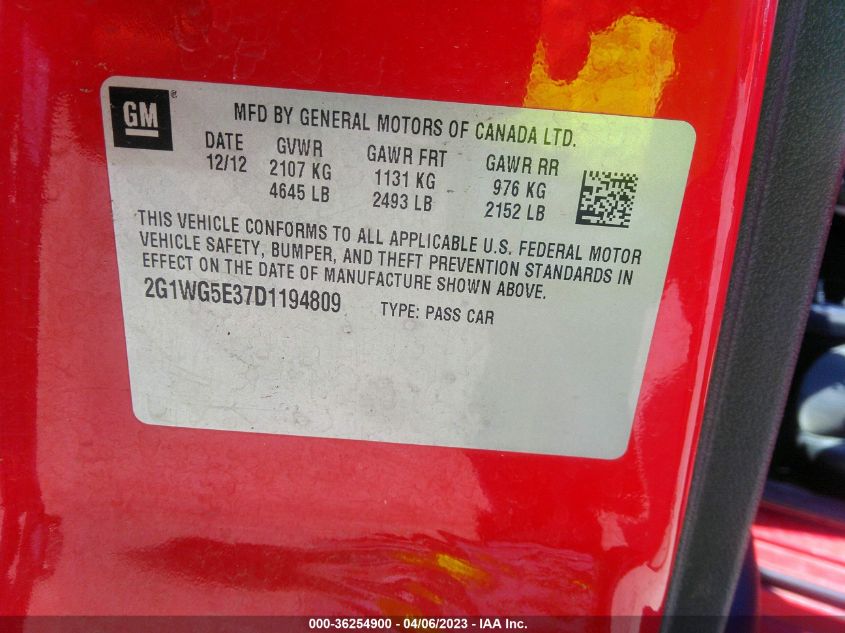 GM ®
MFD BY GENERAL MOTORS OF CANADA LTD.
DATE GVWR GAWR FRT GAWR RR
12/12 2107 KG 1131 KG 976 KG
4645 LB 2493 LB 2152 LB
THIS VEHICLE CONFORMS TO ALL APPLICABLE U.S. FEDERAL MOTOR
VEHICLE SAFETY, BUMPER, AND THEFT PREVENTION STANDARDS IN
EFFECT ON THE DATE OF MANUFACTURE SHOWN ABOVE.
2G1WG5E37D1194809 TYPE: PASS CAR
000-36254900 - 04/06/2023 - IAA Inc.